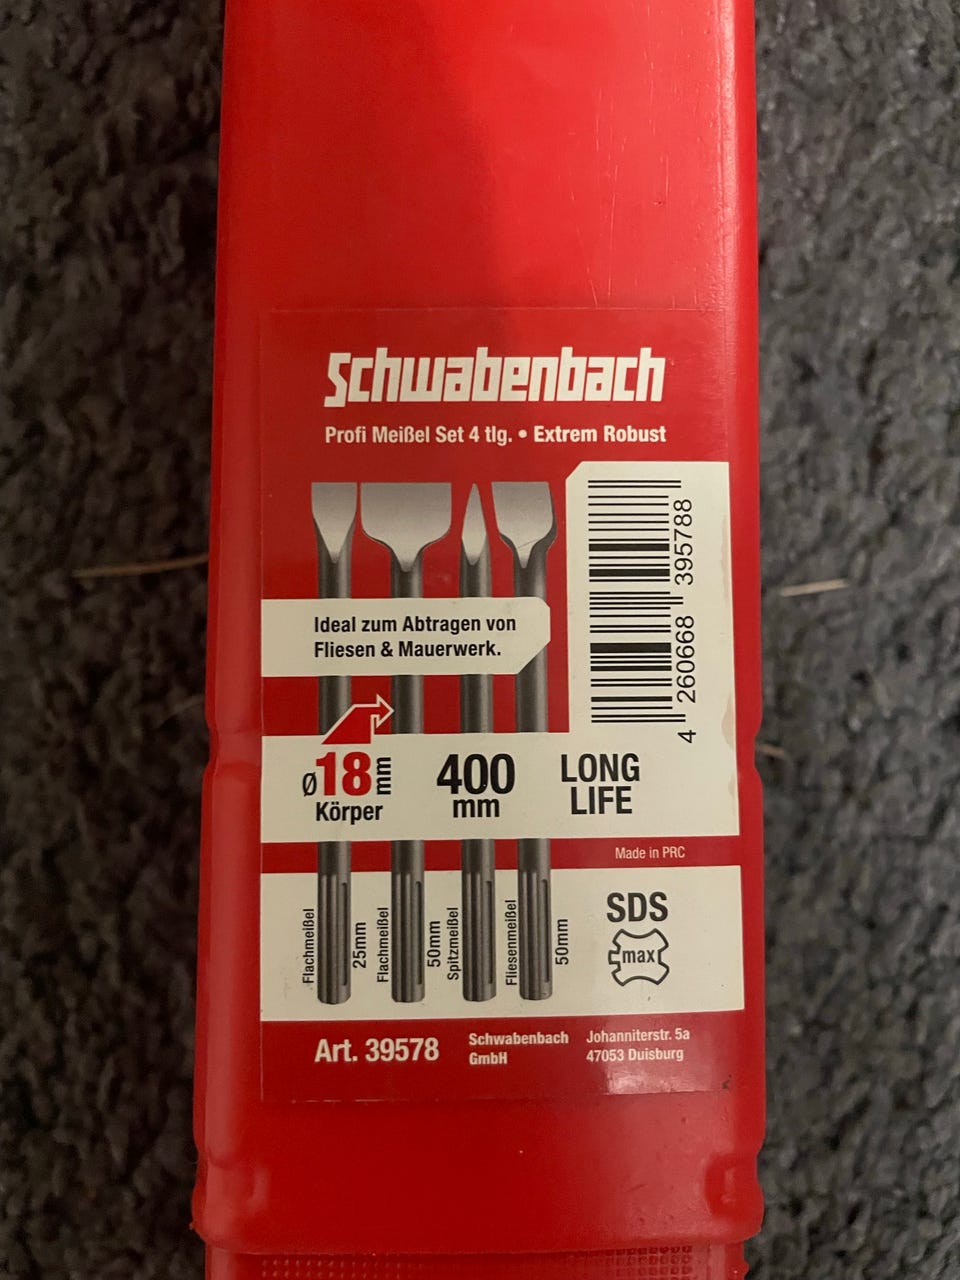 Schwabenbach
Profi Meißel Set 4 tlg. • Extrem Robust
4 260668 395788
Ideal zum Abtragen von
Fliesen & Mauerwerk.
Ø18mm
Körper
400
mm
LONG
LIFE
Made in PRC
Flachmeißel
25mm
Flachmeißel
50mm
Spitzmeißel
Fliesenmeißel
50mm
SDS
max
Art. 39578
Schwabenbach
GmbH
Johanniterstr. 5a
47053 Duisburg